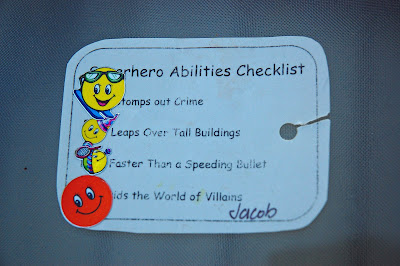 erhero Abilities Checklist
tomps out Crime
Leaps Over Tall Buildings
Faster Than a Speeding Bullet
ids the World of Villains
Jacob